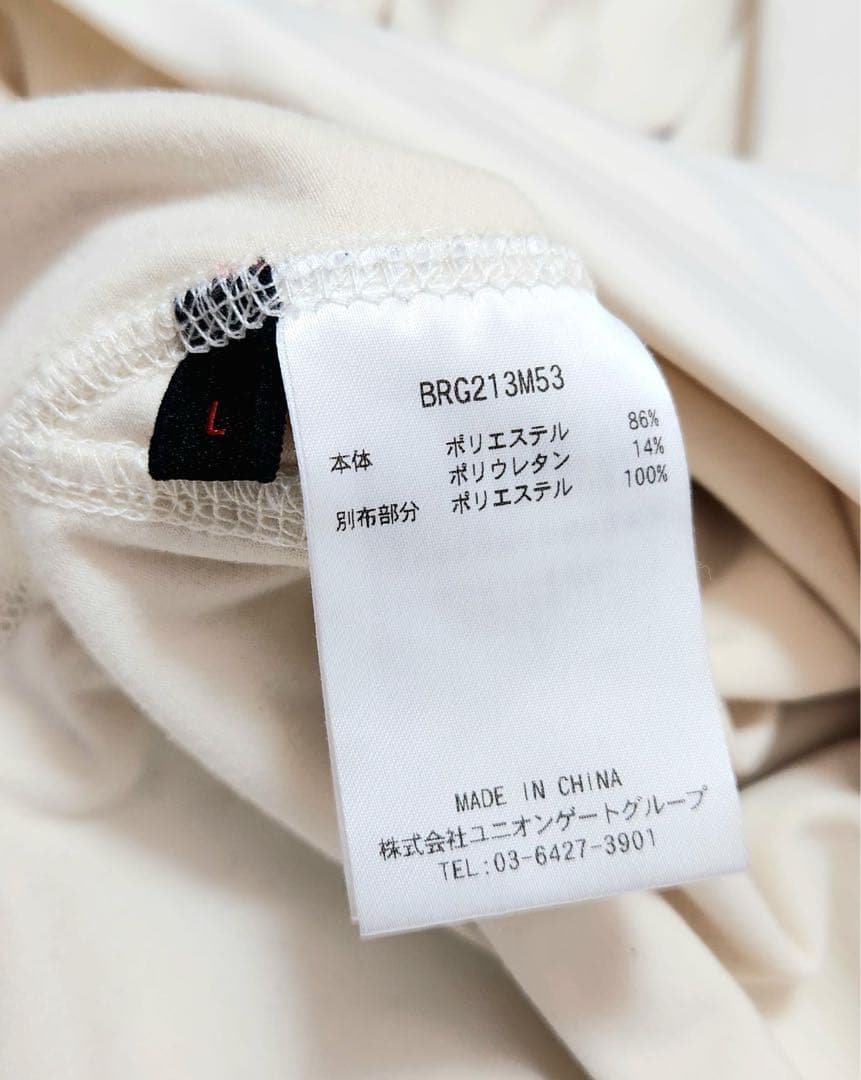 L
BRG213M53
本体 ポリエステル 86%
ポリウレタン 14%
別布部分 ポリエステル 100%
MADE IN CHINA
株式会社ユニオンゲートグループ
TEL:03-6427-3901